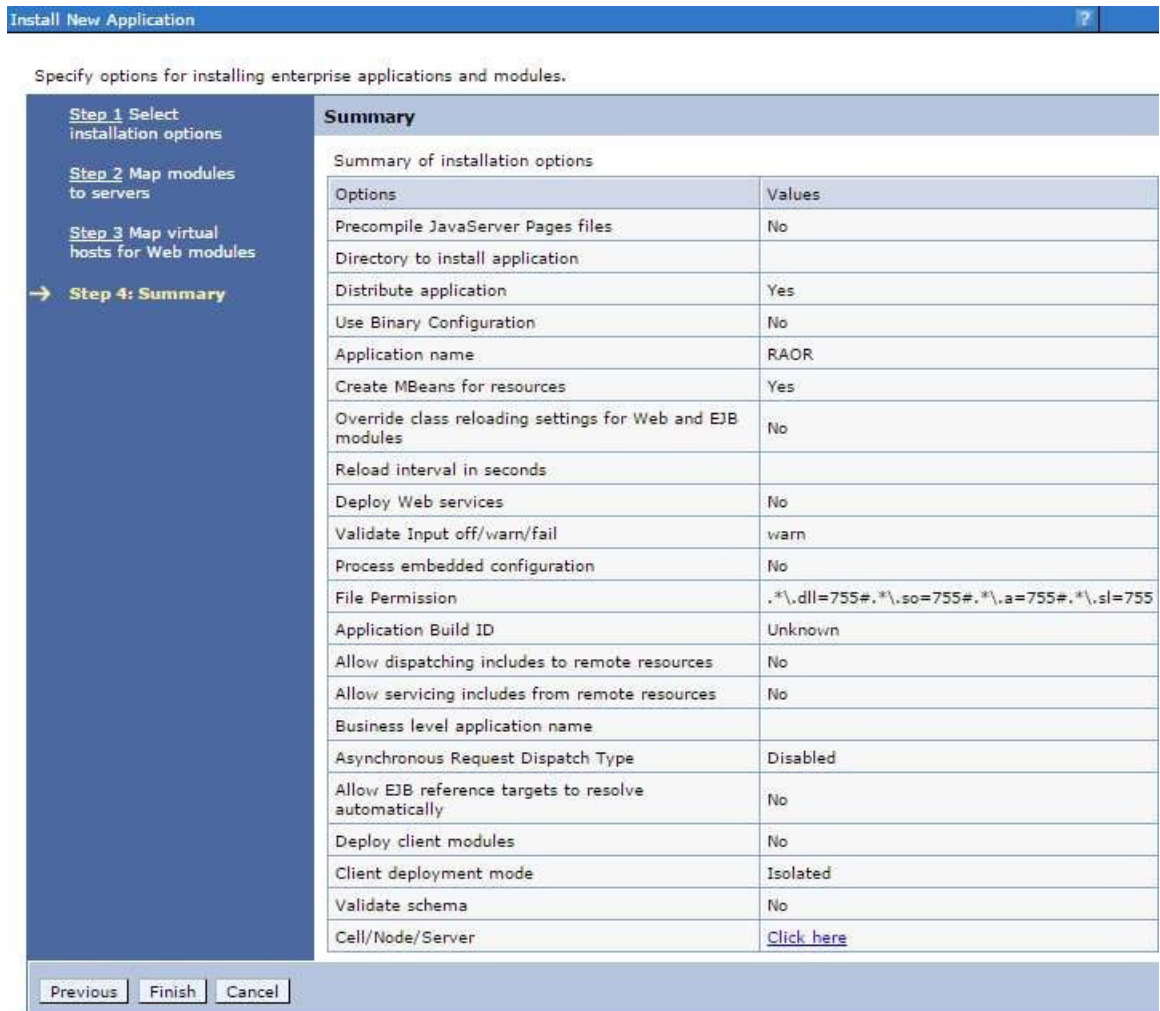 Install New Application
?
Specify options for installing enterprise applications and modules.
Step 1 Select
installation options
Step 2 Map modules
to servers
Step 3 Map virtual
hosts for Web modules
Step 4: Summary
Summary
Summary of installation options
Options Values
Precompile JavaServer Pages files No
Directory to install application
Distribute application Yes
Use Binary Configuration No
Application name RAOR
Create MBeans for resources Yes
Override class reloading settings for Web and EJB
modules No
Reload interval in seconds
Deploy Web services No
Validate Input off/warn/fail warn
Process embedded configuration No
File Permission .*\.dll=755#.*\.so=755#.*\.a=755#.*\.sl=755
Application Build ID Unknown
Allow dispatching includes to remote resources No
Allow servicing includes from remote resources No
Business level application name
Asynchronous Request Dispatch Type Disabled
Allow EJB reference targets to resolve
automatically No
Deploy client modules No
Client deployment mode Isolated
Validate schema No
Cell/Node/Server Click here
Previous Finish Cancel